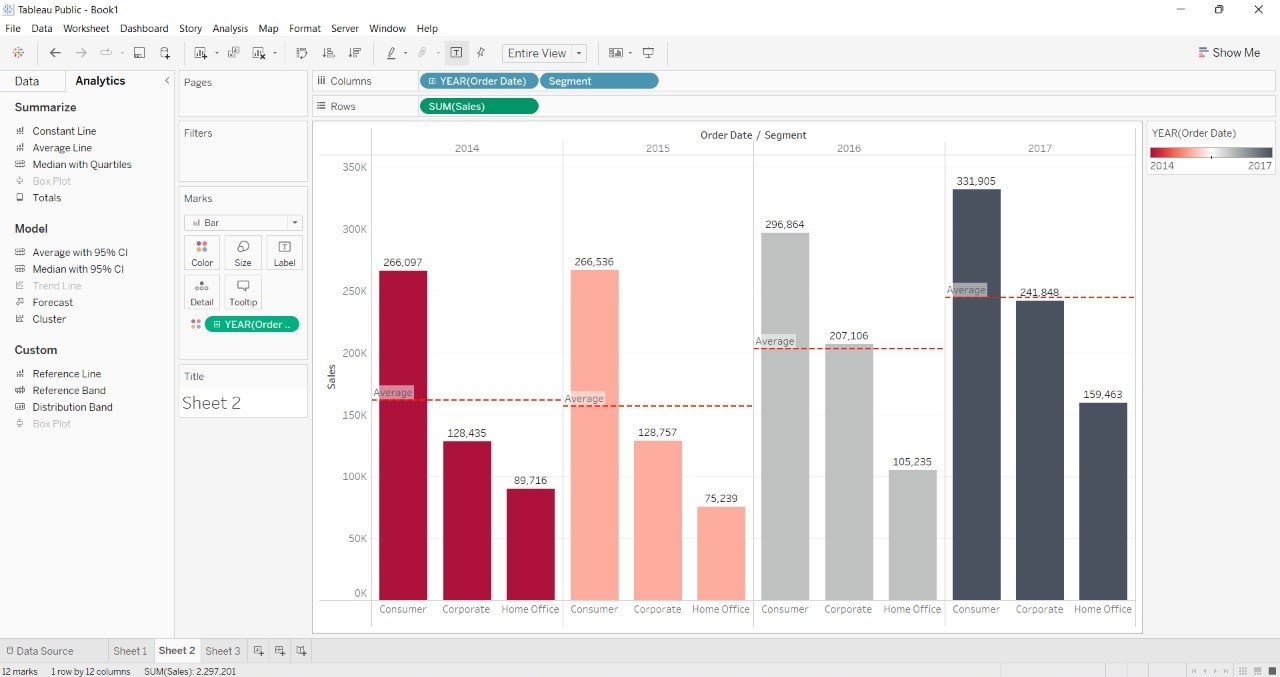 Tableau Public - Book1
File Data Worksheet Dashboard Story Analysis Map Format Server Window Help
Entire View
Show Me
Data Analytics
Summarize
Constant Line
Average Line
Median with Quartiles
Box Plot
Totals
Model
Average with 95% CI
Median with 95% CI
Trend Line
Forecast
Cluster
Custom
Reference Line
Reference Band
Distribution Band
Box Plot
Pages
Filters
Marks
Bar
Color Size Label
Detail Tooltip
YEAR(Order ..
Title
Sheet 2
Columns YEAR(Order Date) Segment
Rows SUM(Sales)
Order Date / Segment
2014 2015 2016 2017
Sales
350K
300K
250K
200K
150K
100K
50K
0K
266,097 128,435 89,716
Average
266,536 128,757 75,239
Average
296,864 207,106 105,235
Average
331,905 241,848 159,463
Average
Consumer Corporate Home Office Consumer Corporate Home Office Consumer Corporate Home Office Consumer Corporate Home Office
YEAR(Order Date)
2014 2017
Data Source Sheet 1 Sheet 2 Sheet 3
12 marks 1 row by 12 columns SUM(Sales): 2,297,201